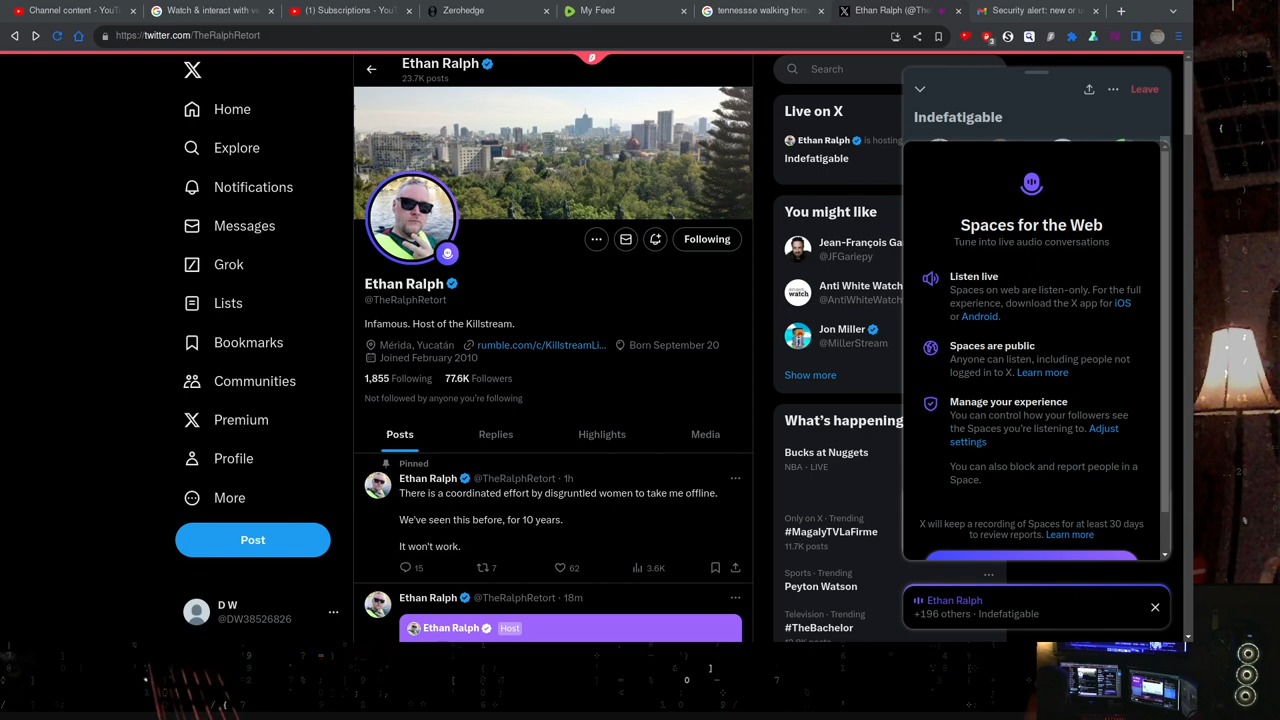 Channel content - YouT
Watch & interact with ve
(1) Subscriptions - YouT
Zerohedge
My Feed
tennessse walking hors
Ethan Ralph (@The
Security alert: new or u
https://twitter.com/TheRalphRetort
Home
Explore
Notifications
Messages
Grok
Lists
Bookmarks
Communities
Premium
Profile
More
Post
D W
@DW38526826
Ethan Ralph
23.7K posts
Following
Ethan Ralph
@TheRalphRetort
Infamous. Host of the Killstream.
Mérida, Yucatán rumble.com/c/KillstreamLi... Born September 20
Joined February 2010
1,855 Following 77.6K Followers
Not followed by anyone you're following
Posts Replies Highlights Media
Pinned
Ethan Ralph @TheRalphRetort · 1h
There is a coordinated effort by disgruntled women to take me offline.
We've seen this before, for 10 years.
It won't work.
15 7 62 3.6K
Ethan Ralph @TheRalphRetort · 18m
Ethan Ralph Host
Search
Live on X
Ethan Ralph is hosting
Indefatigable
You might like
Jean-François Ga
@JFGariepy
Anti White Watch
@AntiWhiteWatch
watch
Jon Miller
@MillerStream
Show more
What's happening
Bucks at Nuggets
NBA · LIVE
Only on X · Trending
#MagalyTVLaFirme
11.7K posts
Sports · Trending
Peyton Watson
Television · Trending
#TheBachelor
Leave
Indefatigable
Spaces for the Web
Tune into live audio conversations
Listen live
Spaces on web are listen-only. For the full
experience, download the X app for iOS
or Android.
Spaces are public
Anyone can listen, including people not
logged in to X. Learn more
Manage your experience
You can control how your followers see
the Spaces you're listening to. Adjust
settings
You can also block and report people in a
Space.
X will keep a recording of Spaces for at least 30 days
to review reports. Learn more
Ethan Ralph
+196 others · Indefatigable